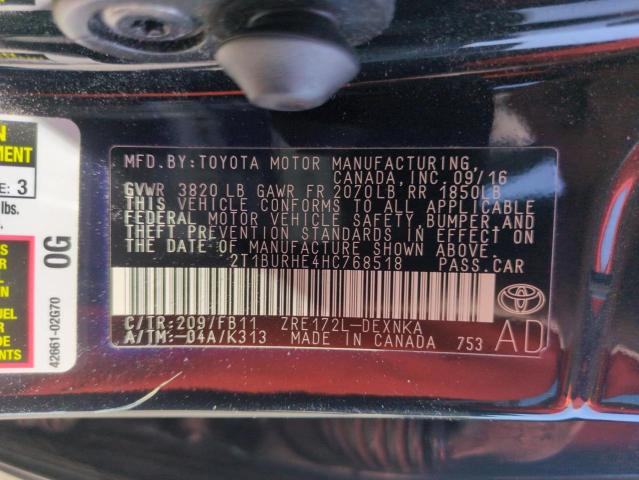 MFD. BY: TOYOTA MOTOR MANUFACTURING,
CANADA, INC. 09/16
GVWR 3820 LB GAWR FR 2070LB RR 1850LB
THIS VEHICLE CONFORMS TO ALL APPLICABLE
FEDERAL MOTOR VEHICLE SAFETY, BUMPER, AND
THEFT PREVENTION STANDARDS IN EFFECT ON
THE DATE OF MANUFACTURE SHOWN ABOVE.
2T1BURHE4HC768518 PASS.CAR
C/TR: 209/FB11 ZRE172L-DEXNKA
A/TM: -04A/K313 MADE IN CANADA 753
AD
TOYOTA
: 3
lbs.
0G
42661-02G70